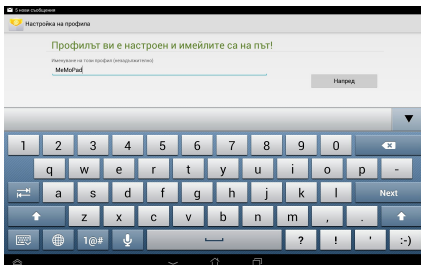 5 нови съобщения
Настройка на профила
Профилът ви е настроен и имейлите са на път!
Именуване на този профил (незадължително)
MeMoPad
Напред
1 2 3 4 5 6 7 8 9 0
q w e r t y u i o p -
a s d f g h j k l Next
z x c v b n m , .
1@# ? ! ' :-)